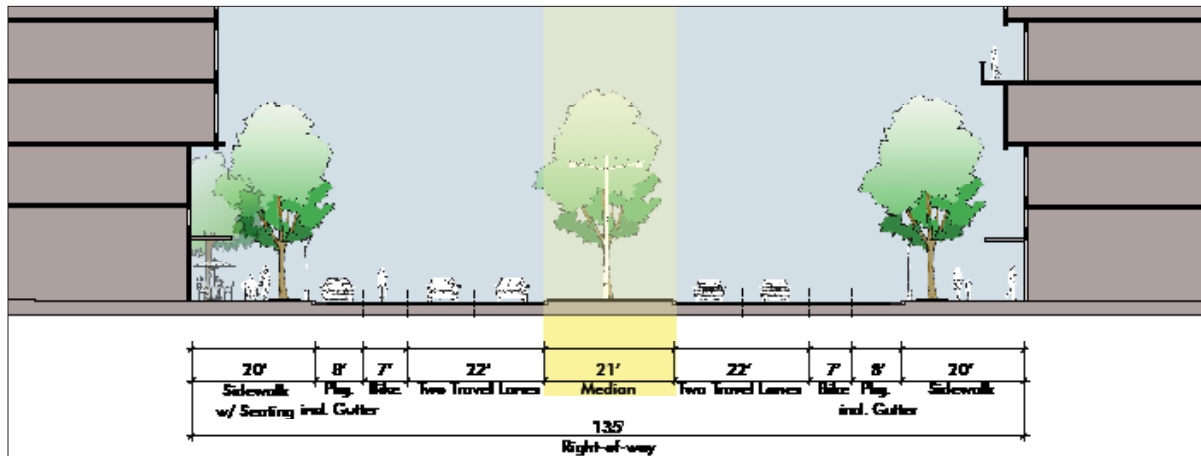 20' 8' 7' 22' 21' 22' 7' 8' 20'
Sidewalk Pkg. Bike Two Travel Lanes Median Two Travel Lanes Bike Pkg. Sidewalk
w/ Seating incl. Gutter incl. Gutter
135'
Right-of-way